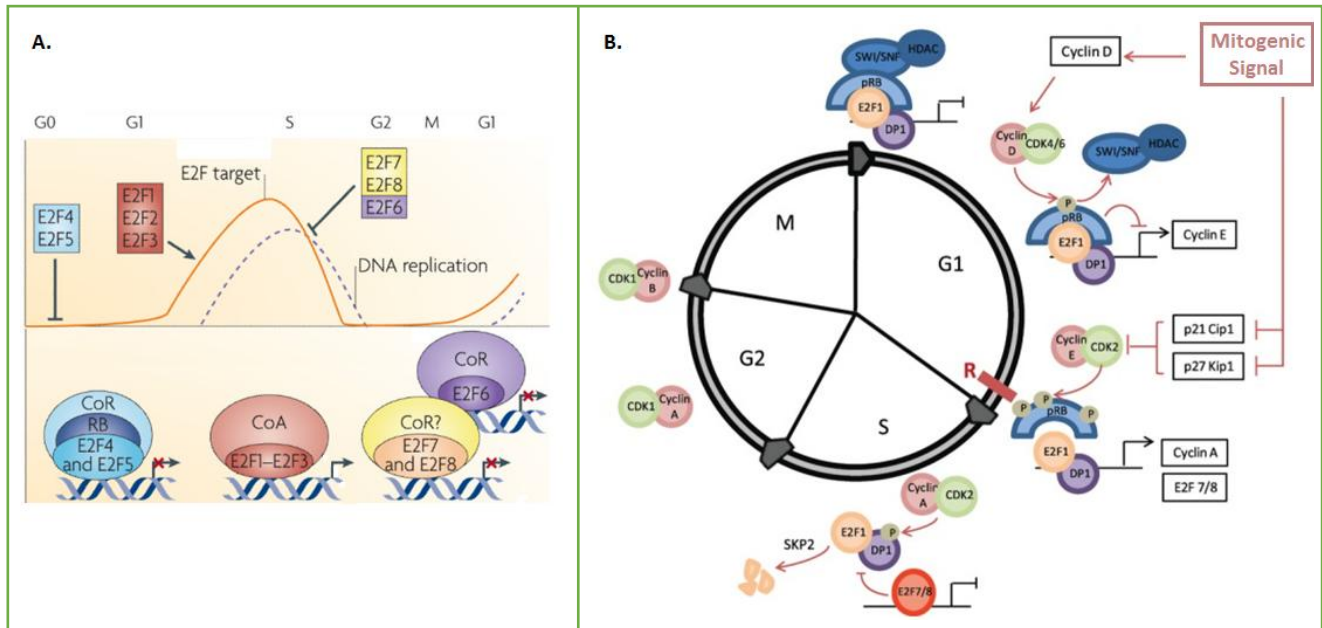 A.
G0 G1 S G2 M G1
E2F target
E2F7
E2F8
E2F6
E2F1
E2F2
E2F3
E2F4
E2F5
DNA replication
CoR
E2F6
CoR
RB
E2F4
and E2F5
CoA
E2F1–E2F3
CoR?
E2F7
and E2F8
B.
Mitogenic
Signal
Cyclin D
SWI/SNF
HDAC
pRB
E2F1
DP1
Cyclin
D
CDK4/6
SWI/SNF
HDAC
P
pRB
E2F1
DP1
Cyclin E
M
G1
G2
S
R
CDK1
Cyclin
B
CDK1
Cyclin
A
Cyclin
E
CDK2
p21 Cip1
p27 Kip1
P
P
P
pRB
E2F1
DP1
Cyclin A
E2F 7/8
Cyclin
A
CDK2
E2F1
P
DP1
SKP2
E2F7/8